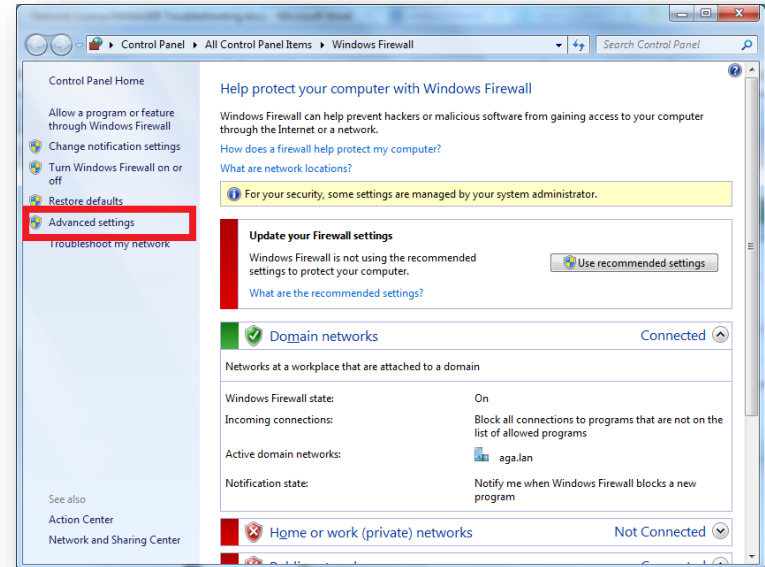 Control Panel ▸ All Control Panel Items ▸ Windows Firewall
Search Control Panel
Control Panel Home
Allow a program or feature
through Windows Firewall
Change notification settings
Turn Windows Firewall on or
off
Restore defaults
Advanced settings
Troubleshoot my network
See also
Action Center
Network and Sharing Center
Help protect your computer with Windows Firewall
Windows Firewall can help prevent hackers or malicious software from gaining access to your computer
through the Internet or a network.
How does a firewall help protect my computer?
What are network locations?
For your security, some settings are managed by your system administrator.
Update your Firewall settings
Windows Firewall is not using the recommended
settings to protect your computer.
Use recommended settings
What are the recommended settings?
Domain networks
Connected
Networks at a workplace that are attached to a domain
Windows Firewall state:
On
Incoming connections:
Block all connections to programs that are not on the
list of allowed programs
Active domain networks:
aga.lan
Notification state:
Notify me when Windows Firewall blocks a new
program
Home or work (private) networks
Not Connected